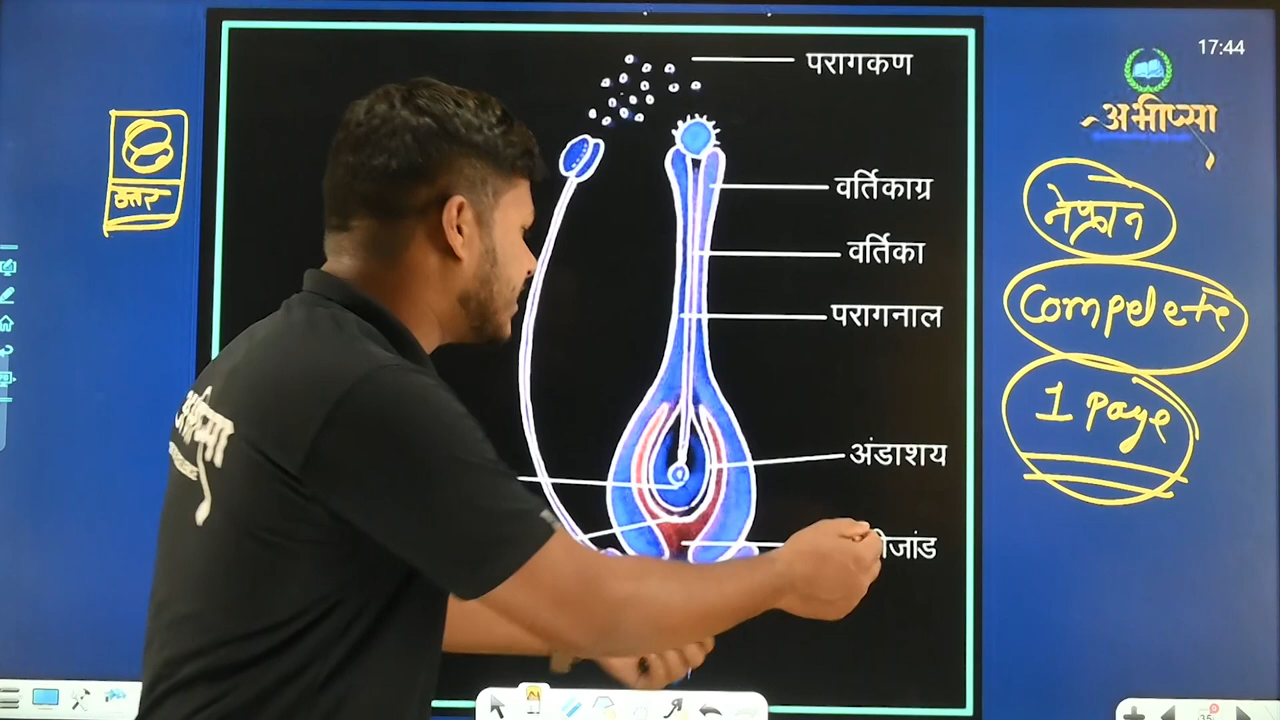 17:44
अभीप्सा
परागकण
वर्तिकाग्र
वर्तिका
परागनाल
अंडाशय
नेफ्रान
Compelete
1 Page